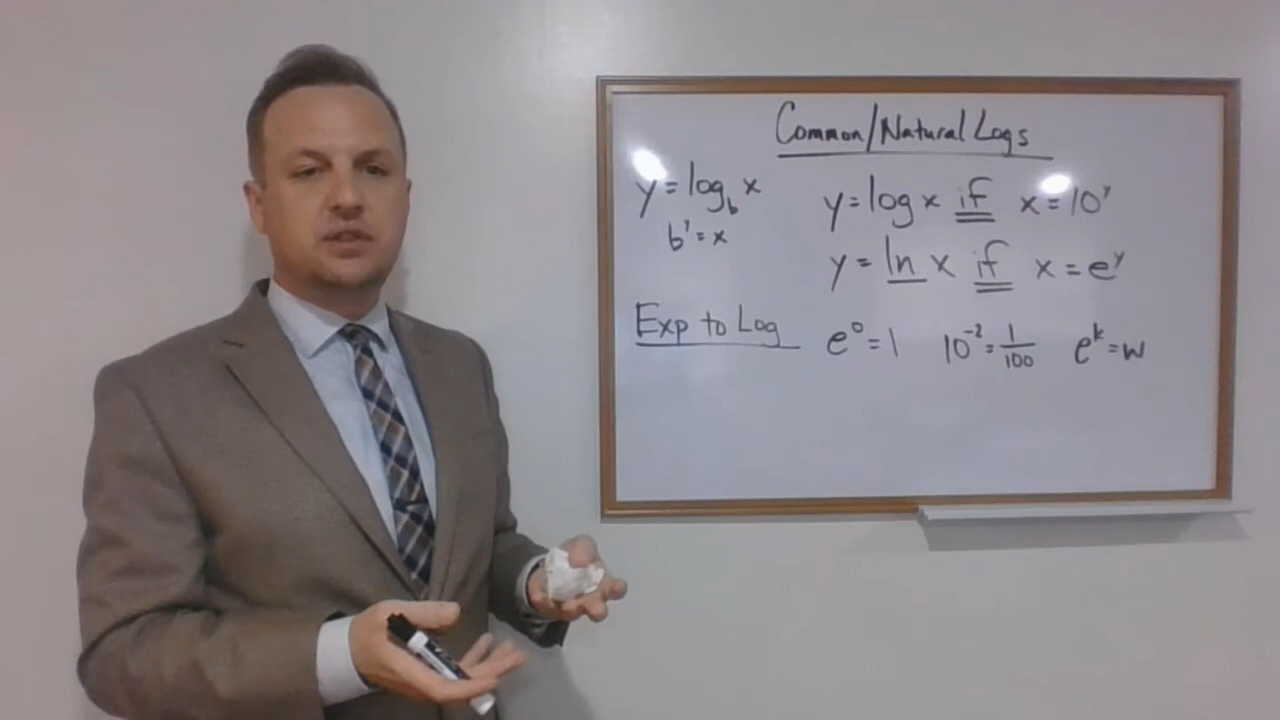 Common/Natural Logs
y = log_b x
b^y = x
y = log x if x = 10^y
y = ln x if x = e^y
Exp to Log
e^0 = 1 10^-2 = 1/100 e^k = w